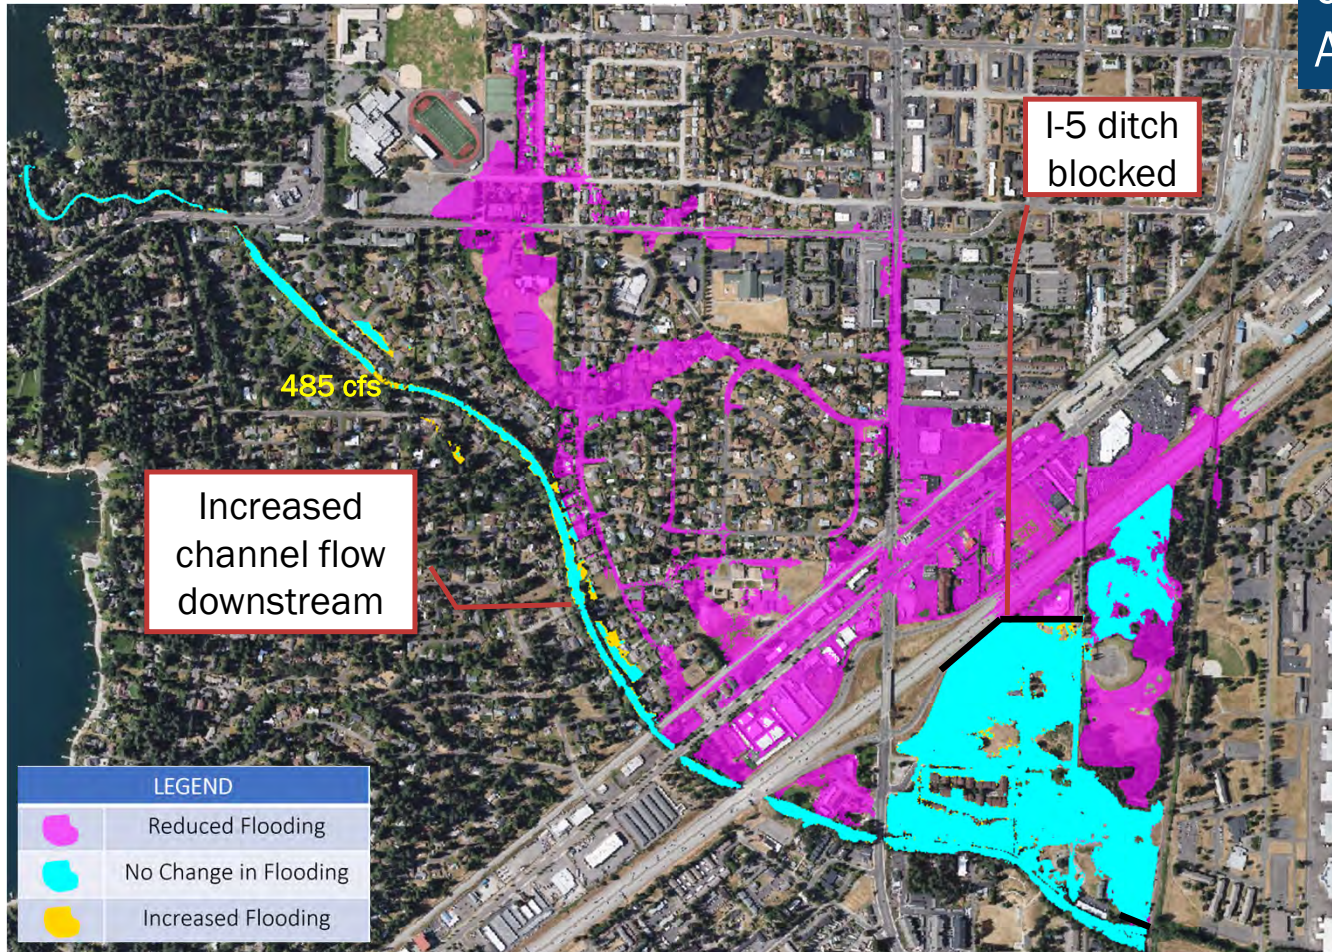 A
I-5 ditch
blocked
485 cfs
Increased
channel flow
downstream
LEGEND
Reduced Flooding
No Change in Flooding
Increased Flooding